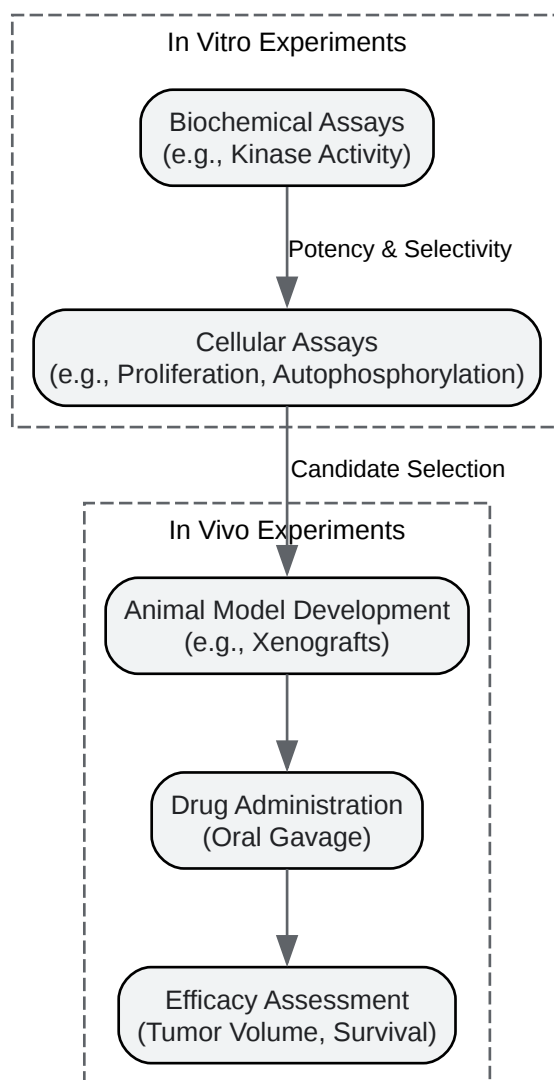 In Vitro Experiments
Biochemical Assays
(e.g., Kinase Activity)
Potency & Selectivity
Cellular Assays
(e.g., Proliferation, Autophosphorylation)
Candidate Selection
In Vivo Experiments
Animal Model Development
(e.g., Xenografts)
Drug Administration
(Oral Gavage)
Efficacy Assessment
(Tumor Volume, Survival)